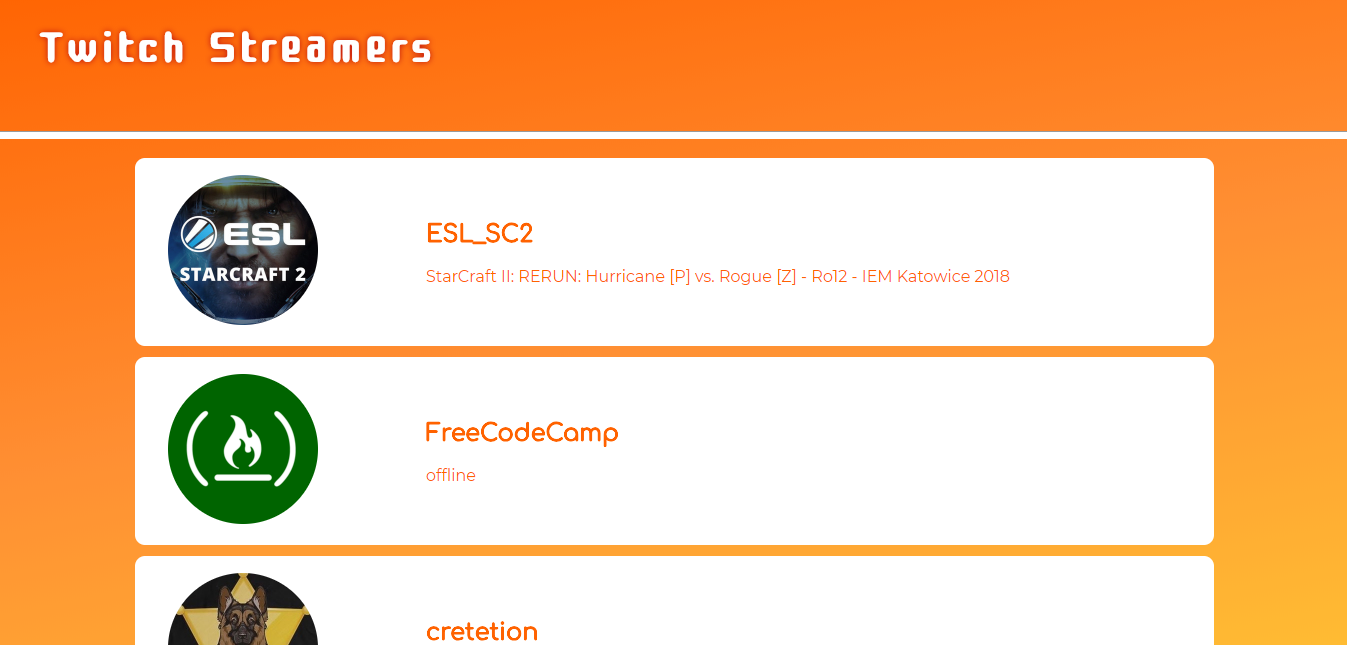 Twitch Streamers
ESL
STARCRAFT 2
ESL_SC2
StarCraft II: RERUN: Hurricane [P] vs. Rogue [Z] - Ro12 - IEM Katowice 2018
FreeCodeCamp
offline
cretetion